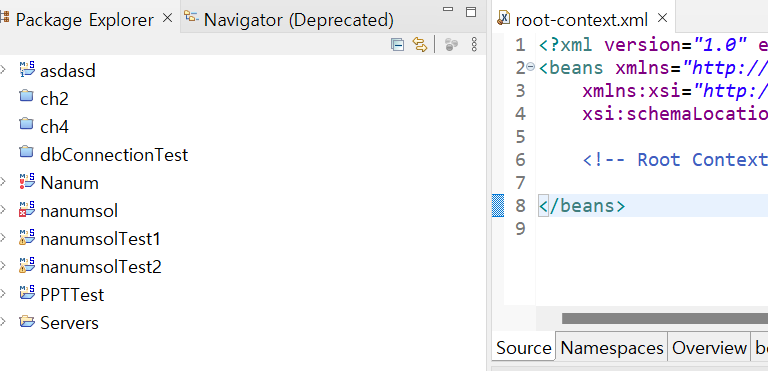 Package Explorer
Navigator (Deprecated)
asdasd
ch2
ch4
dbConnectionTest
Nanum
nanumsol
nanumsolTest1
nanumsolTest2
PPTTest
Servers
root-context.xml
1 <?xml version="1.0" e
2 <beans xmlns="http://
3 xmlns:xsi="http:/
4 xsi:schemaLocatio
5
6 <!-- Root Context
7
8 </beans>
9
Source Namespaces Overview be